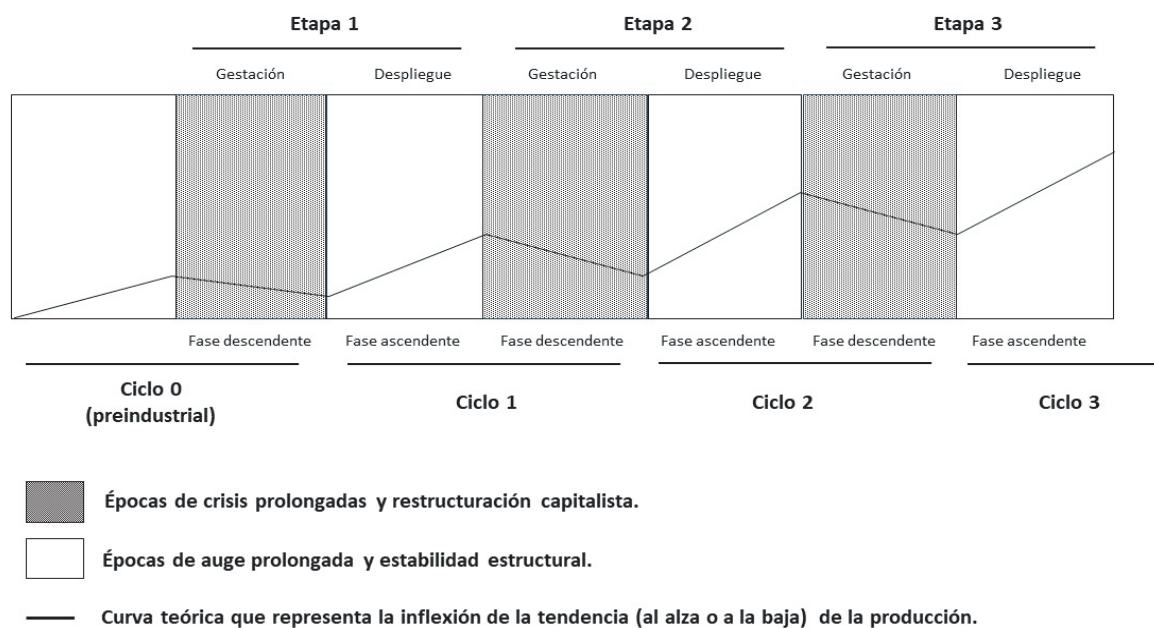 Etapa 1 Etapa 2 Etapa 3
Gestación Despliegue Gestación Despliegue Gestación Despliegue
Fase descendente Fase ascendente Fase descendente Fase ascendente Fase descendente Fase ascendente
Ciclo 0
(preindustrial)
Ciclo 1 Ciclo 2 Ciclo 3
Épocas de crisis prolongadas y restructuración capitalista.
Épocas de auge prolongada y estabilidad estructural.
Curva teórica que representa la inflexión de la tendencia (al alza o a la baja) de la producción.